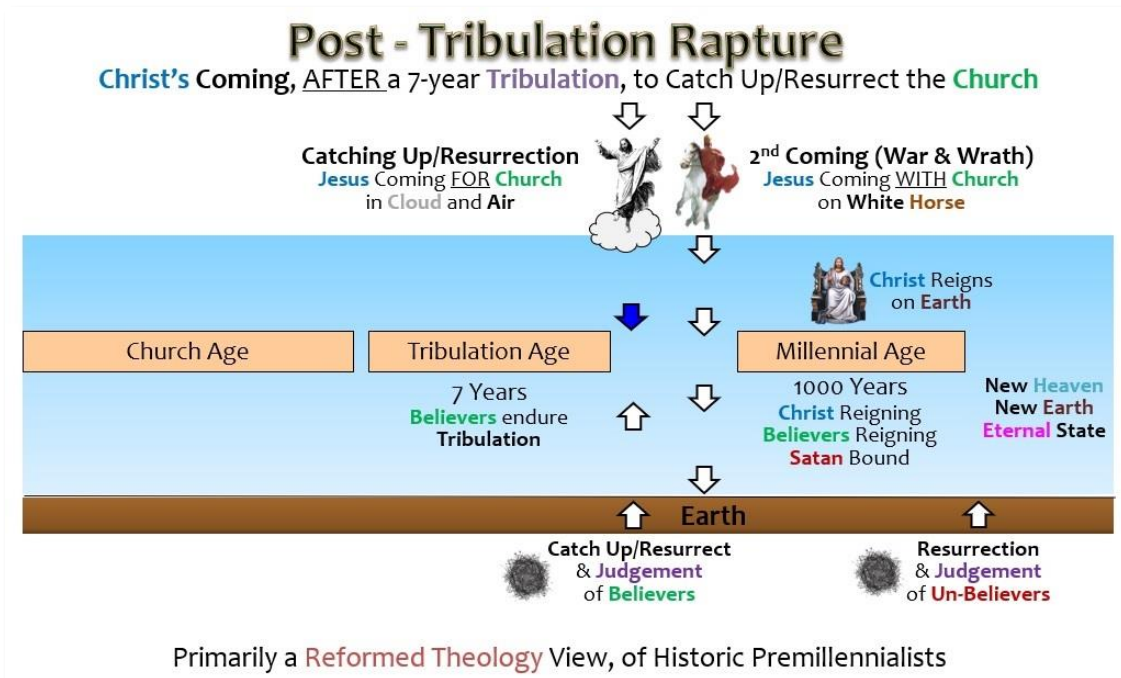 Post - Tribulation Rapture
Christ's Coming, AFTER a 7-year Tribulation, to Catch Up/Resurrect the Church
Catching Up/Resurrection
Jesus Coming FOR Church
in Cloud and Air
2nd Coming (War & Wrath)
Jesus Coming WITH Church
on White Horse
Christ Reigns
on Earth
Church Age
Tribulation Age
Millennial Age
7 Years
Believers endure
Tribulation
1000 Years
Christ Reigning
Believers Reigning
Satan Bound
New Heaven
New Earth
Eternal State
Earth
Catch Up/Resurrect
& Judgement
of Believers
Resurrection
& Judgement
of Un-Believers
Primarily a Reformed Theology View, of Historic Premillennialists